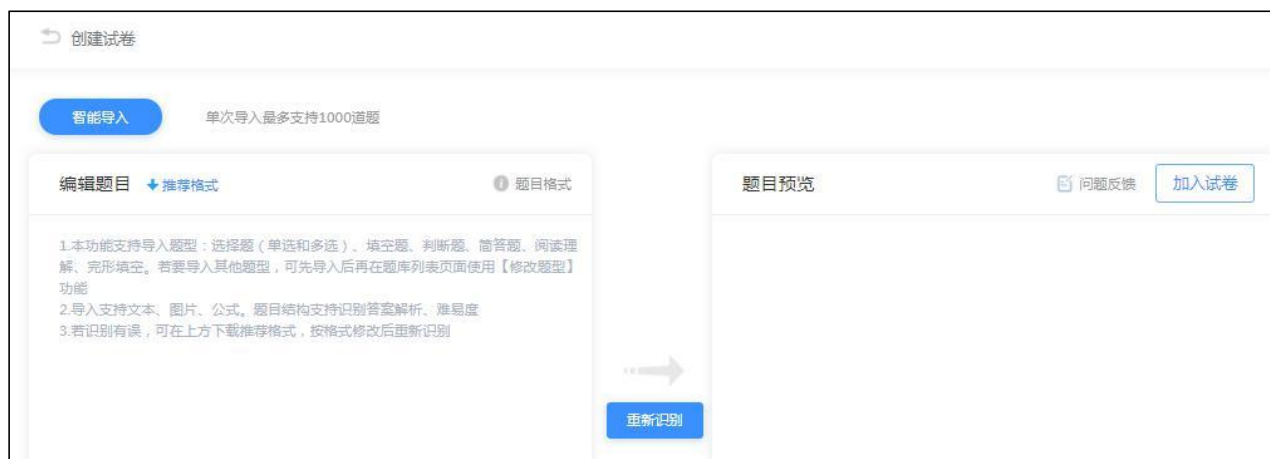 创建试卷
智能导入 单次导入最多支持1000道题
编辑题目 推荐格式 题目格式
题目预览 问题反馈 加入试卷
1.本功能支持导入题型：选择题（单选和多选）、填空题、判断题、简答题、阅读理
解、完形填空。若要导入其他题型，可先导入后再在题库列表页面使用【修改题型】
功能
2.导入支持文本、图片、公式。题目结构支持识别答案解析、难易度
3.若识别有误，可在上方下载推荐格式，按格式修改后重新识别
重新识别